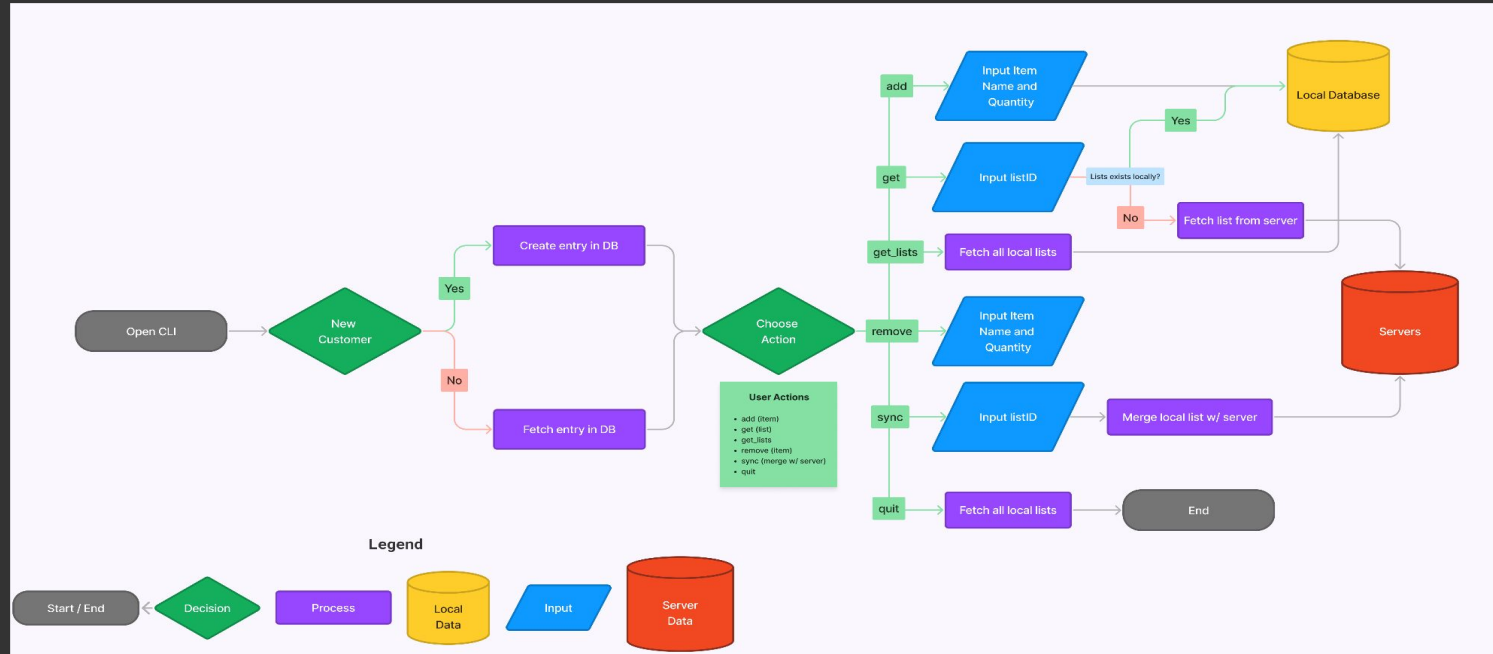 Open CLI
New
Customer
Yes
No
Create entry in DB
Fetch entry in DB
Choose
Action
User Actions
• add (item)
• get (list)
• get_lists
• remove (item)
• sync (merge w/ server)
• quit
add
Input Item
Name and
Quantity
Local Database
Yes
get
Input listID
Lists exists locally?
No
Fetch list from server
get_lists
Fetch all local lists
remove
Input Item
Name and
Quantity
Servers
sync
Input listID
Merge local list w/ server
quit
Fetch all local lists
End
Legend
Start / End
Decision
Process
Local
Data
Input
Server
Data